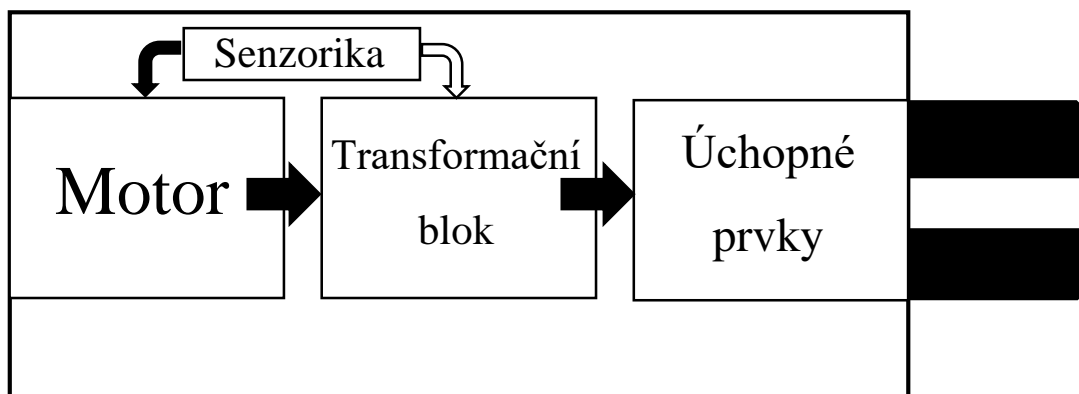 Senzorika
Motor
Transformační
blok
Úchopné
prvky